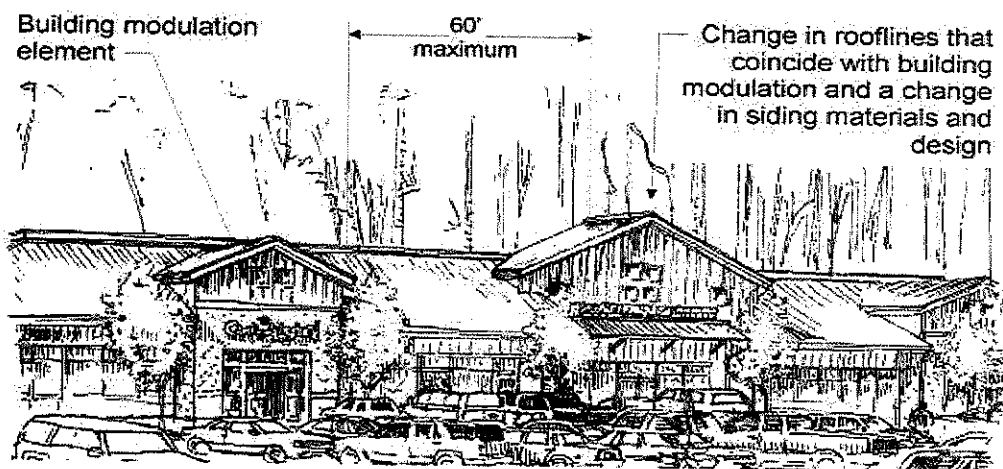 Building modulation
element
60'
maximum
Change in rooflines that
coincide with building
modulation and a change
in siding materials and
design